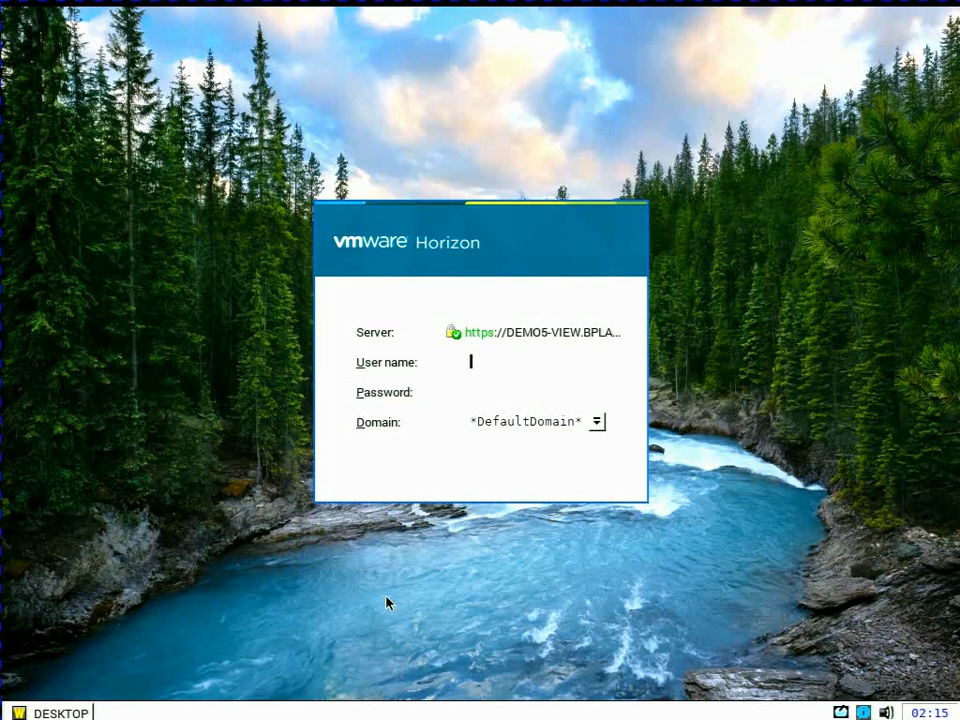 vmware Horizon
Server: https://DEMO5-VIEW.BPLA...
User name:
Password:
Domain: *DefaultDomain*
DESKTOP
02:15